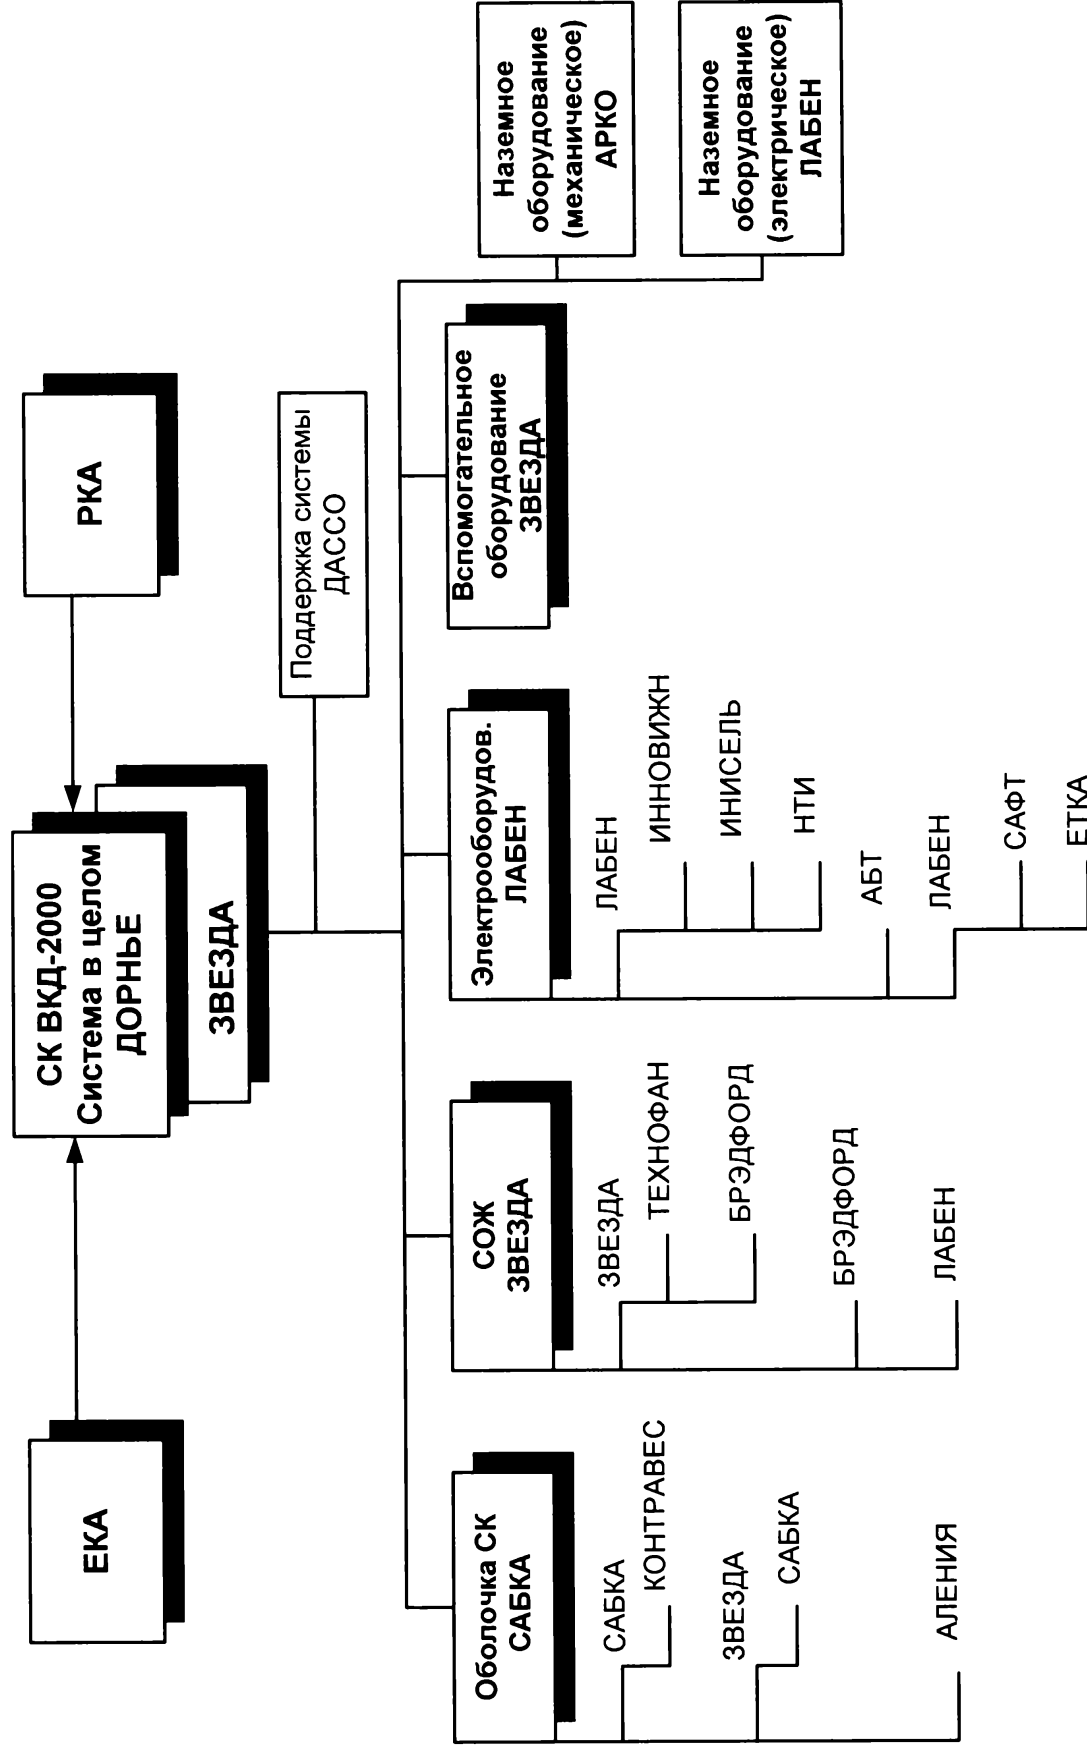 ЕКА
СК ВКД-2000
Система в целом
ДОРНЬЕ
ЗВЕЗДА
РКА
Поддержка системы
ДАССО
Оболочка СК
САБКА
САБКА
КОНТРАВЕС
ЗВЕЗДА
САБКА
АЛЕНИЯ
СОЖ
ЗВЕЗДА
ЗВЕЗДА
ТЕХНОФАН
БРЭДФОРД
БРЭДФОРД
ЛАБЕН
Электрооборудов.
ЛАБЕН
ЛАБЕН
ИННОВИЖН
ИНИСЕЛЬ
НТИ
АБТ
ЛАБЕН
САФТ
ЕТКА
Вспомогательное
оборудование
ЗВЕЗДА
Наземное
оборудование
(механическое)
АРКО
Наземное
оборудование
(электрическое)
ЛАБЕН